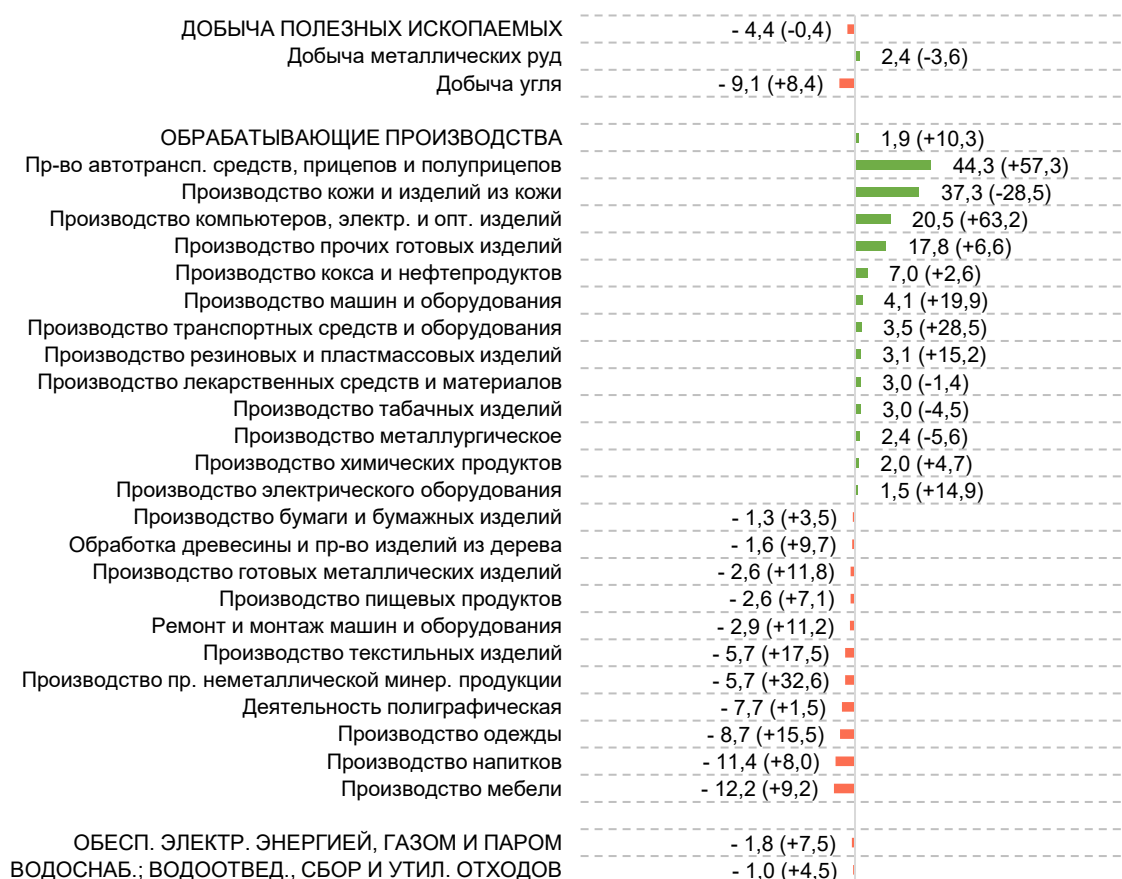 ДОБЫЧА ПОЛЕЗНЫХ ИСКОПАЕМЫХ - 4,4 (-0,4)
Добыча металлических руд 2,4 (-3,6)
Добыча угля - 9,1 (+8,4)
ОБРАБАТЫВАЮЩИЕ ПРОИЗВОДСТВА 1,9 (+10,3)
Пр-во автотрансп. средств, прицепов и полуприцепов 44,3 (+57,3)
Производство кожи и изделий из кожи 37,3 (-28,5)
Производство компьютеров, электр. и опт. изделий 20,5 (+63,2)
Производство прочих готовых изделий 17,8 (+6,6)
Производство кокса и нефтепродуктов 7,0 (+2,6)
Производство машин и оборудования 4,1 (+19,9)
Производство транспортных средств и оборудования 3,5 (+28,5)
Производство резиновых и пластмассовых изделий 3,1 (+15,2)
Производство лекарственных средств и материалов 3,0 (-1,4)
Производство табачных изделий 3,0 (-4,5)
Производство металлургическое 2,4 (-5,6)
Производство химических продуктов 2,0 (+4,7)
Производство электрического оборудования 1,5 (+14,9)
Производство бумаги и бумажных изделий - 1,3 (+3,5)
Обработка древесины и пр-во изделий из дерева - 1,6 (+9,7)
Производство готовых металлических изделий - 2,6 (+11,8)
Производство пищевых продуктов - 2,6 (+7,1)
Ремонт и монтаж машин и оборудования - 2,9 (+11,2)
Производство текстильных изделий - 5,7 (+17,5)
Производство пр. неметаллической минер. продукции - 5,7 (+32,6)
Деятельность полиграфическая - 7,7 (+1,5)
Производство одежды - 8,7 (+15,5)
Производство напитков - 11,4 (+8,0)
Производство мебели - 12,2 (+9,2)
ОБЕСП. ЭЛЕКТР. ЭНЕРГИЕЙ, ГАЗОМ И ПАРОМ - 1,8 (+7,5)
ВОДОСНАБ.; ВОДООТВЕД., СБОР И УТИЛ. ОТХОДОВ - 1,0 (+4,5)